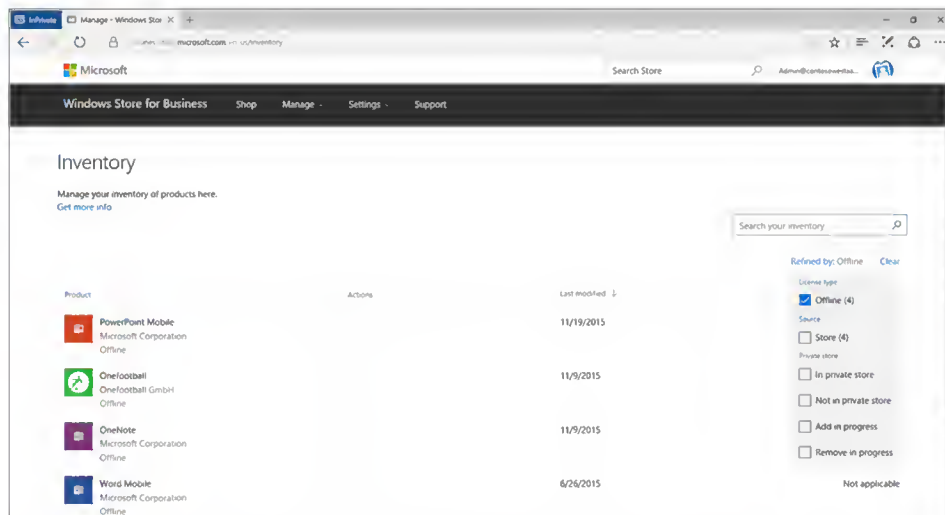 InPrivate Manage - Windows Stor × +
microsoft.com
Microsoft Search Store
Windows Store for Business Shop Manage Settings Support
Inventory
Manage your inventory of products here.
Get more info
Search your inventory
Refined by: Offline Clear
License type
Product Actions Last modified ↓
Offline (4)
PowerPoint Mobile 11/19/2015
Microsoft Corporation
Offline
Source
Store (4)
Private store
In private store
Onefootball 11/9/2015
Onefootball GmbH
Offline
Not in private store
OneNote 11/9/2015
Microsoft Corporation
Offline
Add in progress
Remove in progress
Word Mobile 6/26/2015 Not applicable
Microsoft Corporation
Offline